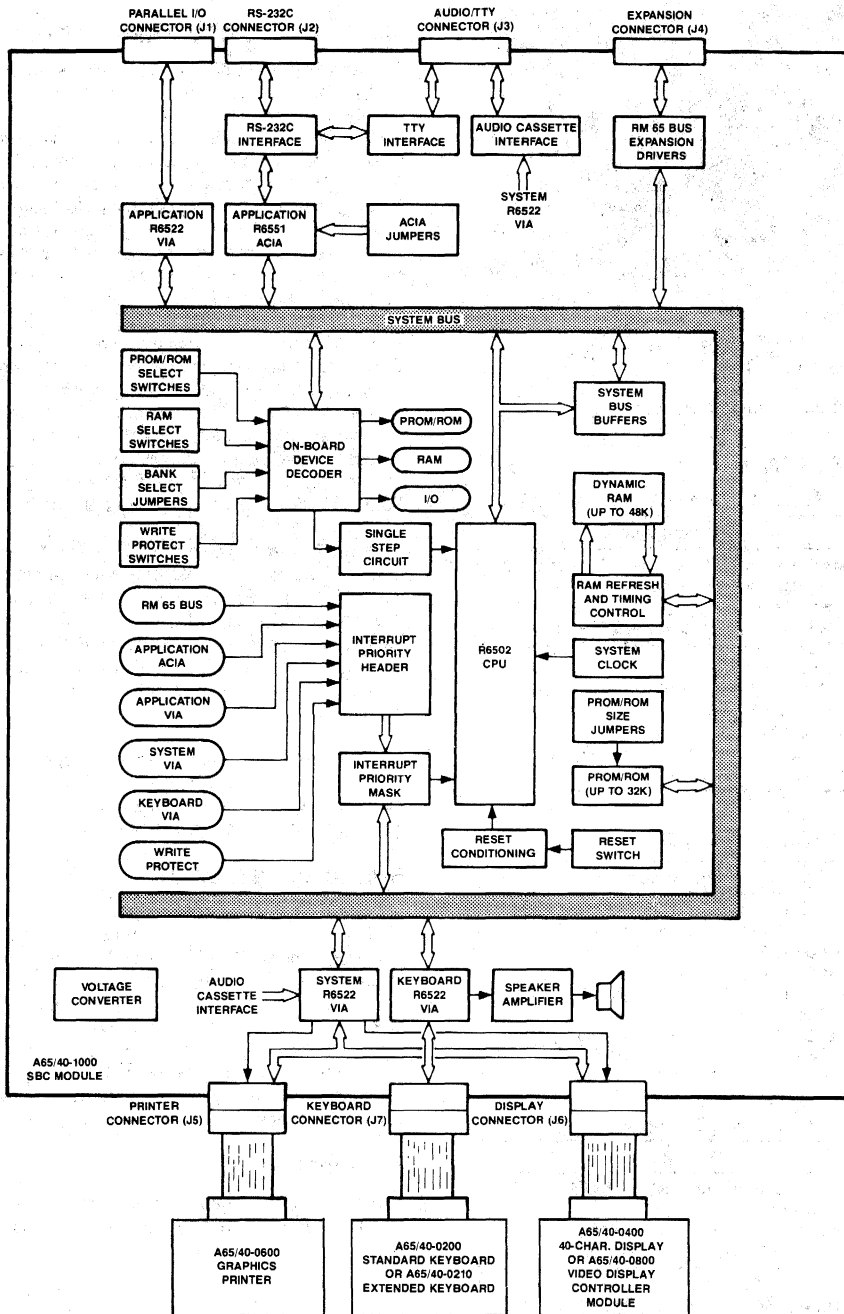 PARALLEL I/O
CONNECTOR (J1)
RS-232C
CONNECTOR (J2)
AUDIO/TTY
CONNECTOR (J3)
EXPANSION
CONNECTOR (J4)
RS-232C
INTERFACE
TTY
INTERFACE
AUDIO CASSETTE
INTERFACE
RM 65 BUS
EXPANSION
DRIVERS
SYSTEM
R6522
VIA
APPLICATION
R6522
VIA
APPLICATION
R6551
ACIA
ACIA
JUMPERS
SYSTEM BUS
PROM/ROM
SELECT
SWITCHES
RAM
SELECT
SWITCHES
BANK
SELECT
JUMPERS
WRITE
PROTECT
SWITCHES
ON-BOARD
DEVICE
DECODER
PROM/ROM
RAM
I/O
SYSTEM
BUS
BUFFERS
DYNAMIC
RAM
(UP TO 48K)
SINGLE
STEP
CIRCUIT
RAM REFRESH
AND TIMING
CONTROL
RM 65 BUS
APPLICATION
ACIA
APPLICATION
VIA
SYSTEM
VIA
KEYBOARD
VIA
WRITE
PROTECT
INTERRUPT
PRIORITY
HEADER
INTERRUPT
PRIORITY
MASK
R6502
CPU
SYSTEM
CLOCK
PROM/ROM
SIZE
JUMPERS
PROM/ROM
(UP TO 32K)
RESET
CONDITIONING
RESET
SWITCH
VOLTAGE
CONVERTER
AUDIO
CASSETTE
INTERFACE
SYSTEM
R6522
VIA
KEYBOARD
R6522
VIA
SPEAKER
AMPLIFIER
A65/40-1000
SBC MODULE
PRINTER
CONNECTOR (J5)
KEYBOARD
CONNECTOR (J7)
DISPLAY
CONNECTOR (J6)
A65/40-0600
GRAPHICS
PRINTER
A65/40-0200
STANDARD KEYBOARD
OR A65/40-0210
EXTENDED KEYBOARD
A65/40-0400
40-CHAR. DISPLAY
OR A65/40-0800
VIDEO DISPLAY
CONTROLLER
MODULE